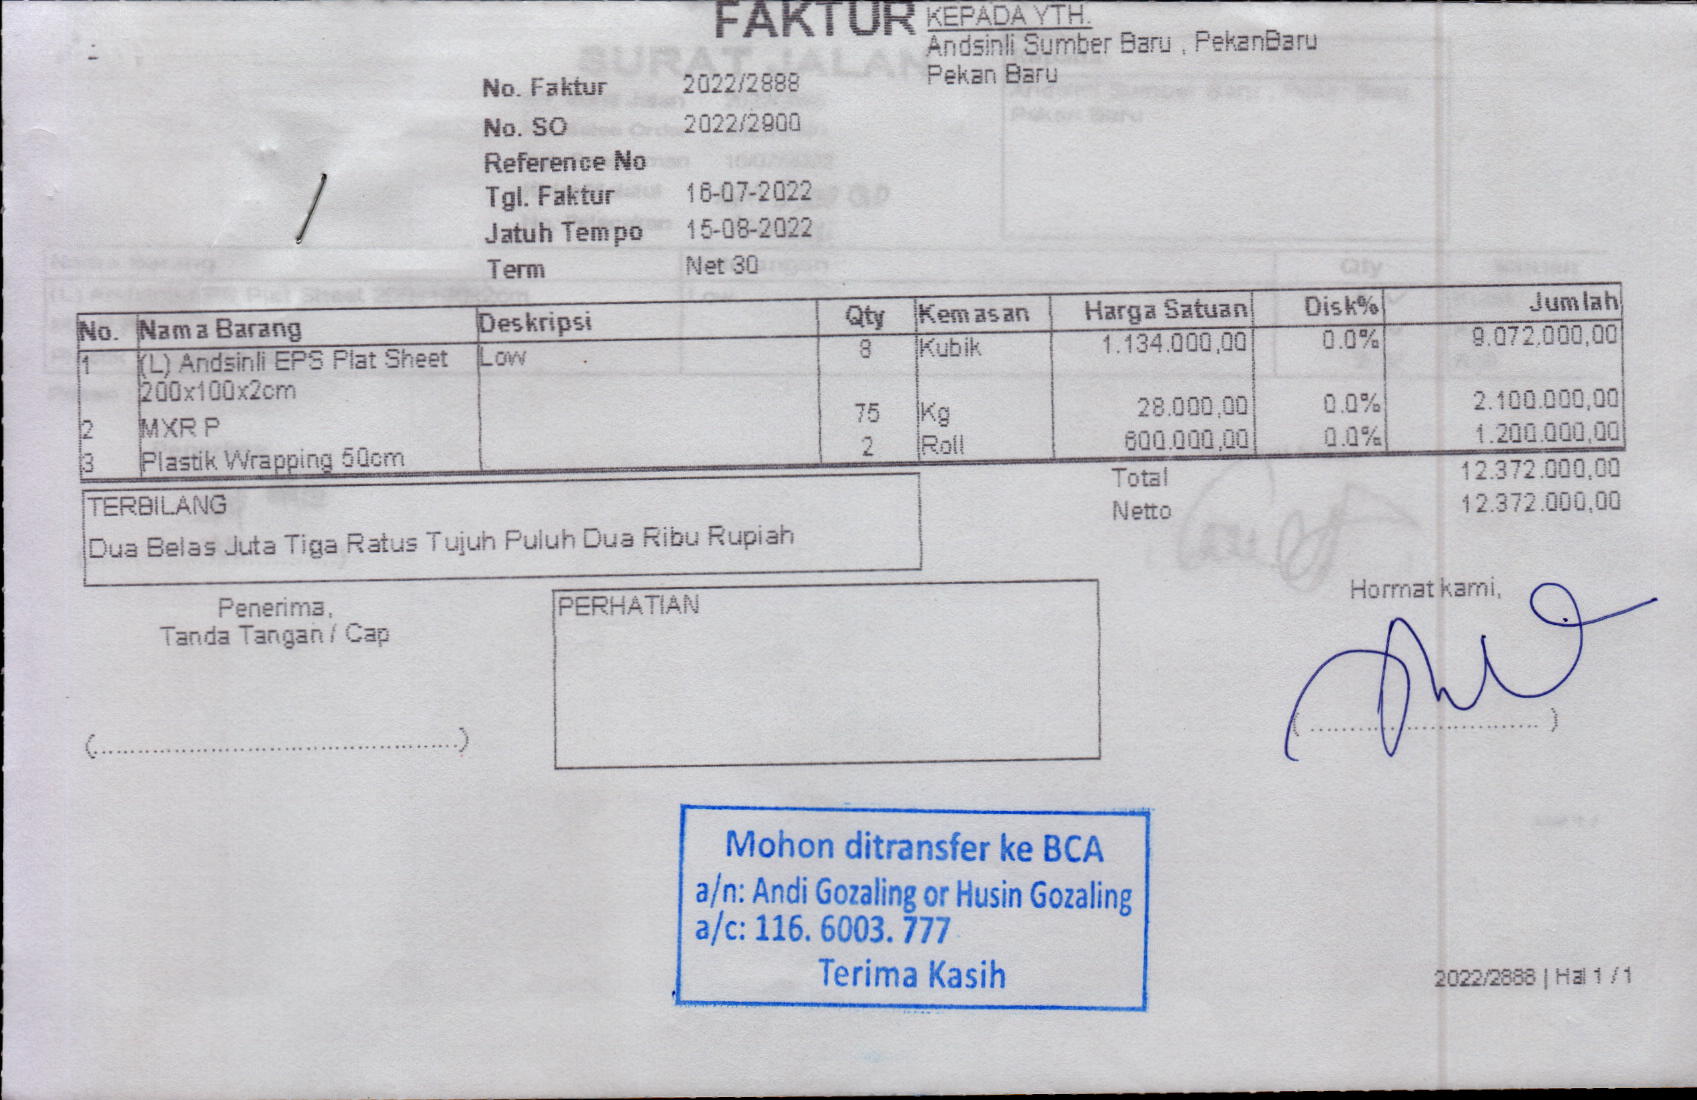 FAKTUR
KEPADA YTH.
Andsinli Sumber Baru , PekanBaru
Pekan Baru
No. Faktur 2022/2888
No. SO 2022/2900
Reference No
Tgl. Faktur 16-07-2022
Jatuh Tempo 15-08-2022
Term Net 30
No. Nama Barang Deskripsi Qty Kemasan Harga Satuan Disk% Jumlah
1 (L) Andsinli EPS Plat Sheet Low 8 Kubik 1.134.000,00 0.0% 9.072.000,00
200x100x2cm
2 MXR P 75 Kg 28.000,00 0.0% 2.100.000,00
3 Plastik Wrapping 50cm 2 Roll 600.000,00 0.0% 1.200.000,00
Total 12.372.000,00
Netto 12.372.000,00
TERBILANG
Dua Belas Juta Tiga Ratus Tujuh Puluh Dua Ribu Rupiah
Penerima,
Tanda Tangan / Cap
PERHATIAN
Hormat kami,
(..............................................)
( .............................. )
Mohon ditransfer ke BCA
a/n: Andi Gozaling or Husin Gozaling
a/c: 116. 6003. 777
Terima Kasih
2022/2888 | Hal 1 / 1
SURAT JALAN